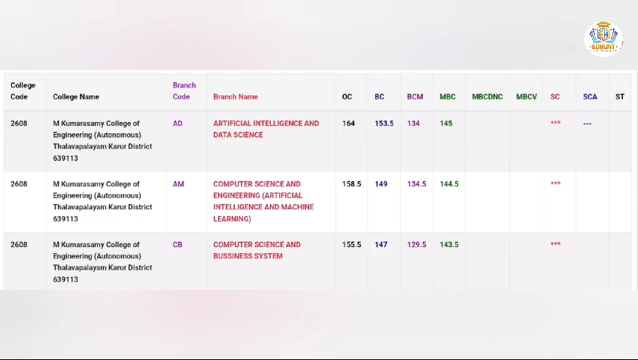 EDHUNT
College Code College Name Branch Code Branch Name OC BC BCM MBC MBCDNC MBCV SC SCA ST
2608 M Kumarasamy College of Engineering (Autonomous) Thalavapalayam Karur District 639113 AD ARTIFICIAL INTELLIGENCE AND DATA SCIENCE 164 153.5 134 145 *** ---
2608 M Kumarasamy College of Engineering (Autonomous) Thalavapalayam Karur District 639113 AM COMPUTER SCIENCE AND ENGINEERING (ARTIFICIAL INTELLIGENCE AND MACHINE LEARNING) 158.5 149 134.5 144.5 ***
2608 M Kumarasamy College of Engineering (Autonomous) Thalavapalayam Karur District 639113 CB COMPUTER SCIENCE AND BUSSINESS SYSTEM 155.5 147 129.5 143.5 ***